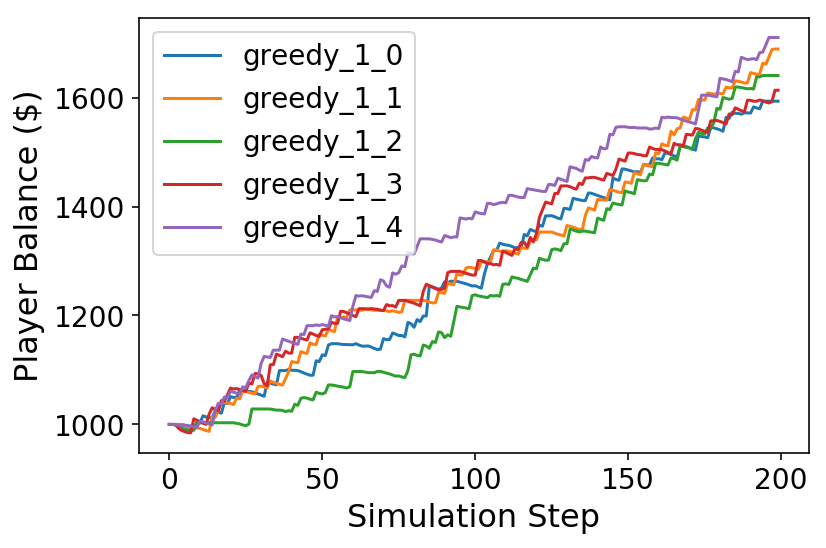 greedy_1_0
greedy_1_1
greedy_1_2
greedy_1_3
greedy_1_4
Player Balance ($)
1600
1400
1200
1000
0 50 100 150 200
Simulation Step